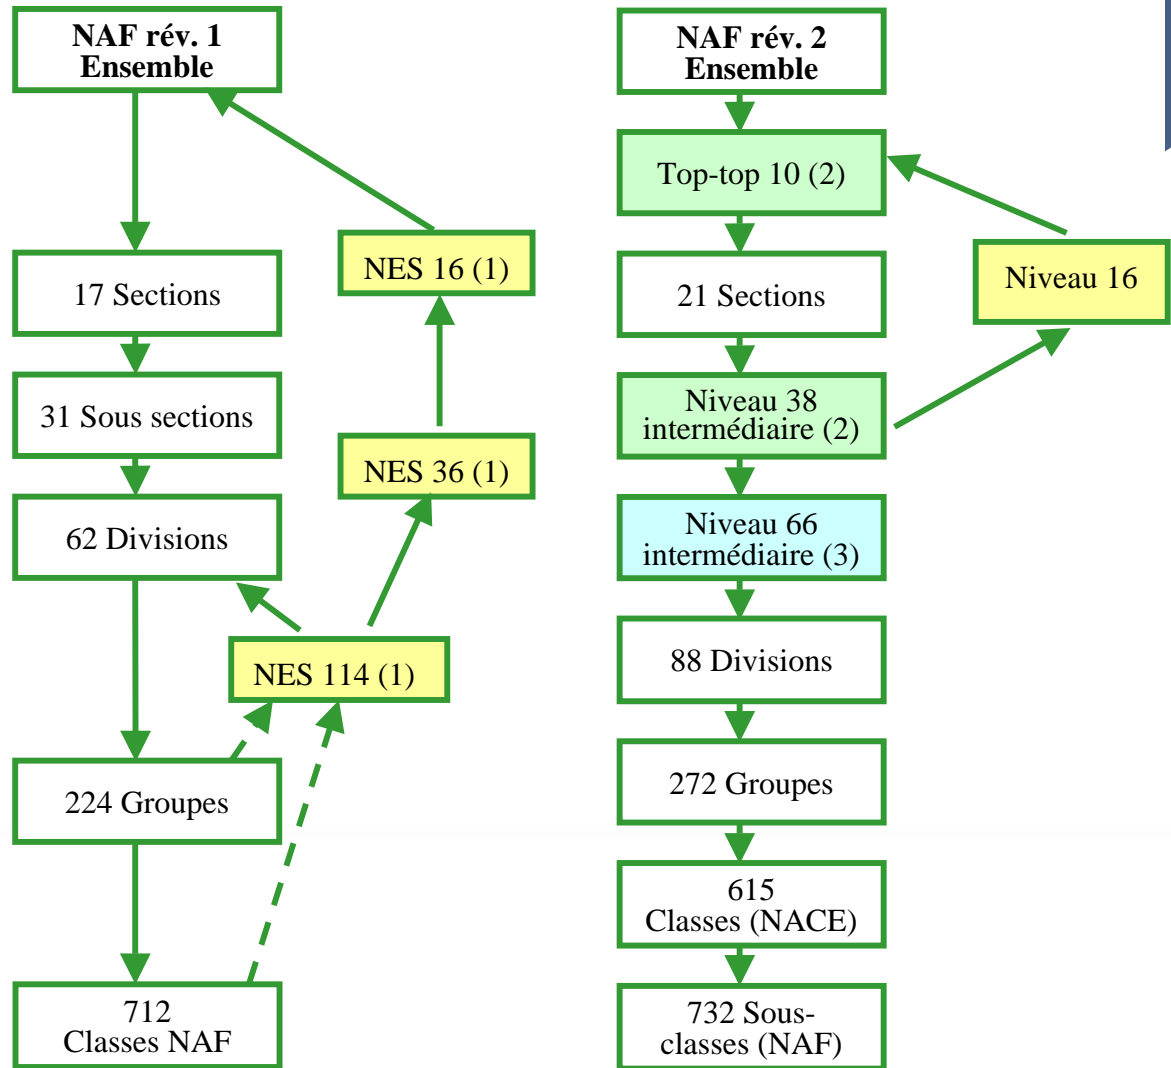 NAF rév. 1
Ensemble
NES 16 (1)
17 Sections
31 Sous sections
NES 36 (1)
62 Divisions
NES 114 (1)
224 Groupes
712
Classes NAF
NAF rév. 2
Ensemble
Top-top 10 (2)
Niveau 16
21 Sections
Niveau 38
intermédiaire (2)
Niveau 66
intermédiaire (3)
88 Divisions
272 Groupes
615
Classes (NACE)
732 Sous-
classes (NAF)